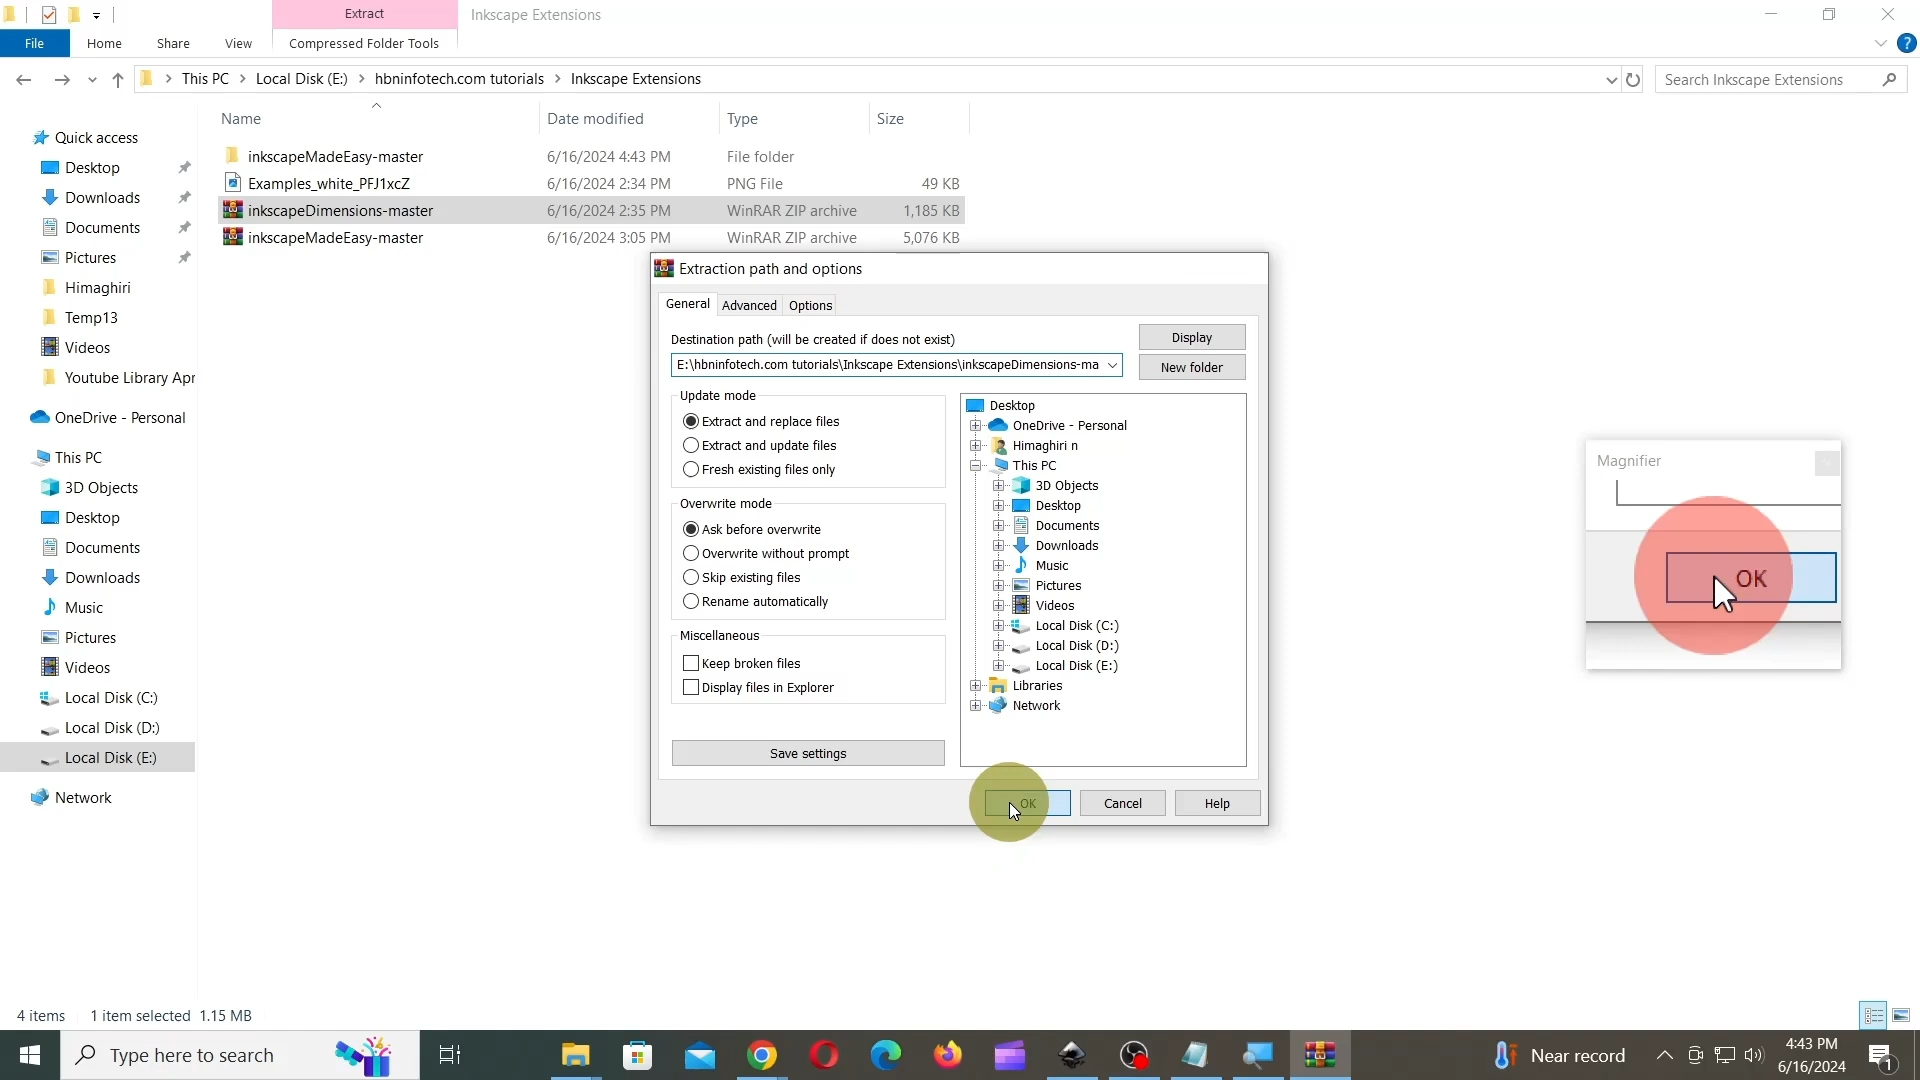 Extract
Inkscape Extensions
File
Home
Share
View
Compressed Folder Tools
This PC
Local Disk (E:)
hbninfotech.com tutorials
Inkscape Extensions
Search Inkscape Extensions
Name
Date modified
Type
Size
inkscapeMadeEasy-master
6/16/2024 4:43 PM
File folder
Examples_white_PFJ1xcZ
6/16/2024 2:34 PM
PNG File
49 KB
inkscapeDimensions-master
6/16/2024 2:35 PM
WinRAR ZIP archive
1,185 KB
inkscapeMadeEasy-master
6/16/2024 3:05 PM
WinRAR ZIP archive
5,076 KB
Quick access
Desktop
Downloads
Documents
Pictures
Himaghiri
Temp13
Videos
Youtube Library Apr
OneDrive - Personal
This PC
3D Objects
Desktop
Documents
Downloads
Music
Pictures
Videos
Local Disk (C:)
Local Disk (D:)
Local Disk (E:)
Network
Extraction path and options
General
Advanced
Options
Destination path (will be created if does not exist)
Display
E:\hbninfotech.com tutorials\Inkscape Extensions\inkscapeDimensions-ma
New folder
Update mode
Extract and replace files
Extract and update files
Fresh existing files only
Overwrite mode
Ask before overwrite
Overwrite without prompt
Skip existing files
Rename automatically
Miscellaneous
Keep broken files
Display files in Explorer
Save settings
Desktop
OneDrive - Personal
Himaghiri n
This PC
3D Objects
Desktop
Documents
Downloads
Music
Pictures
Videos
Local Disk (C:)
Local Disk (D:)
Local Disk (E:)
Libraries
Network
OK
Cancel
Help
Magnifier
OK
4 items
1 item selected 1.15 MB
Type here to search
Near record
4:43 PM
6/16/2024
1